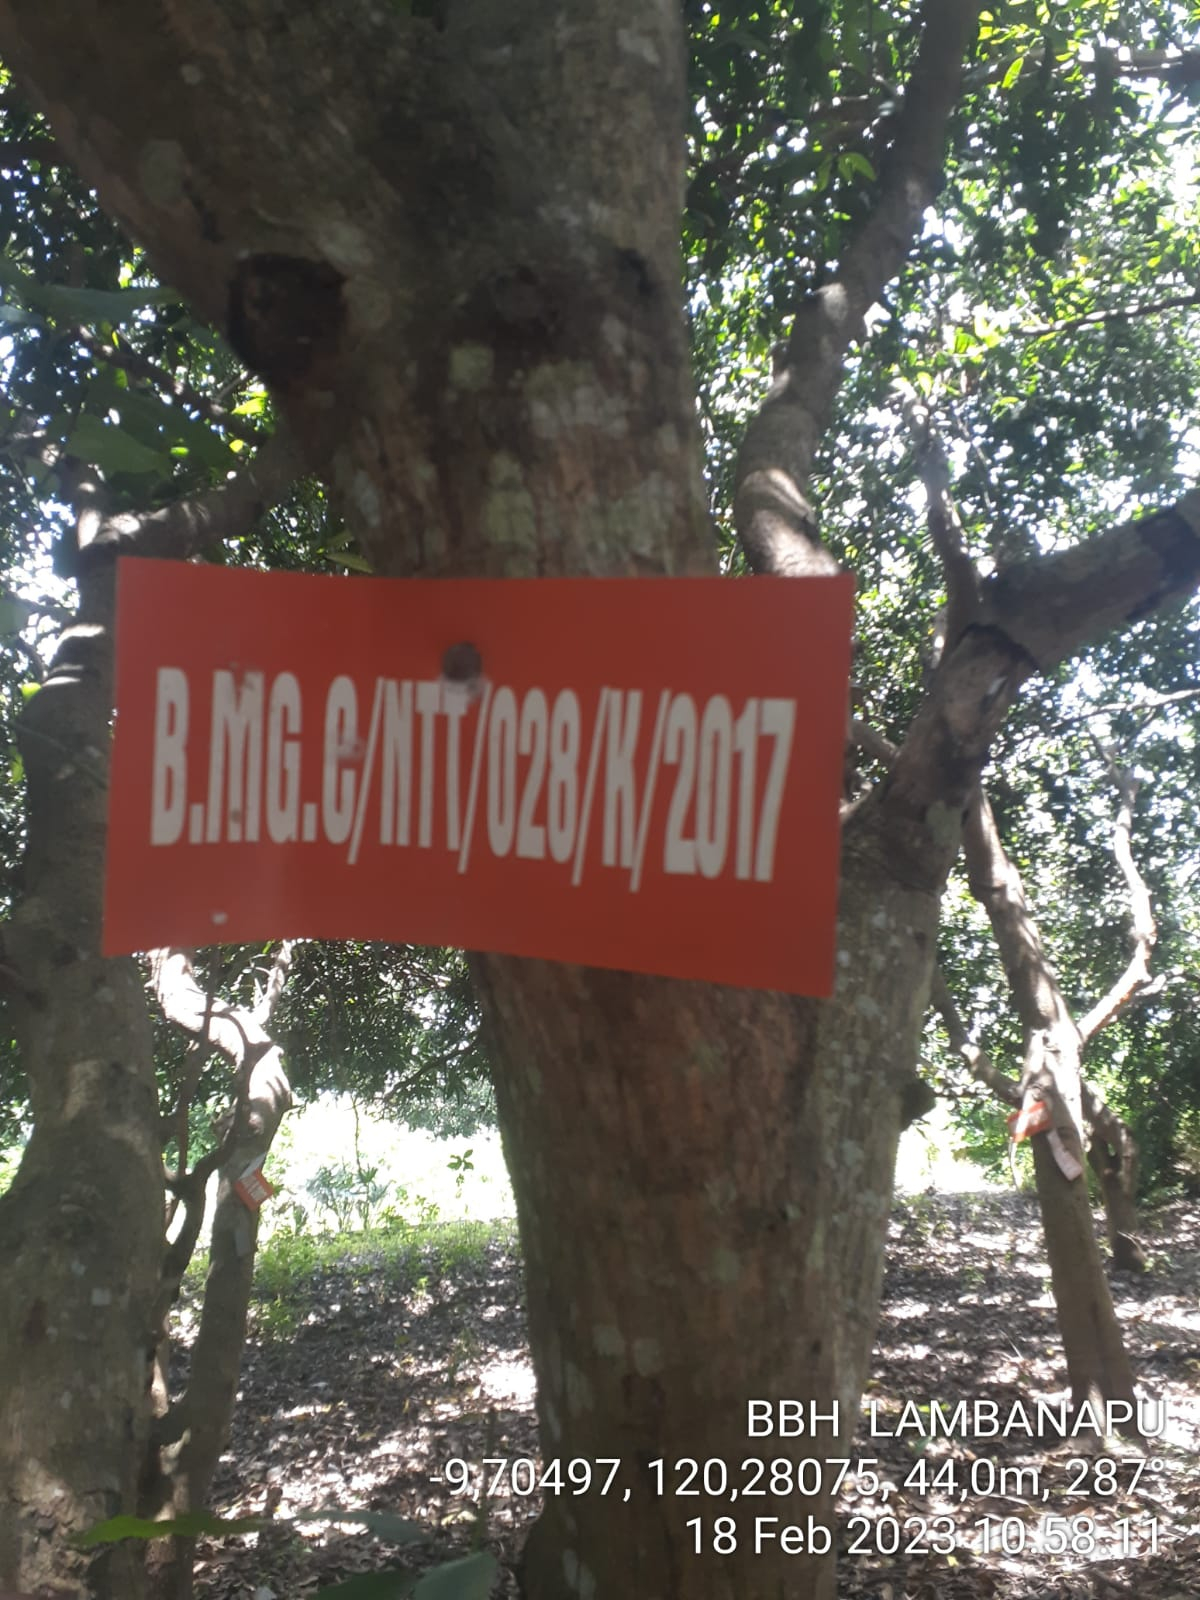 B.MG.C/NTT/028/K/2017
BBH LAMBANAPU
-9,70497, 120,28075, 44,0m, 287°
18 Feb 2023 10:58:11